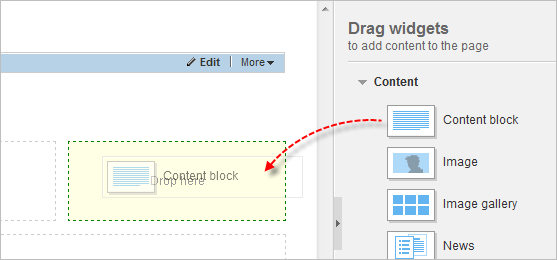 Drag widgets
to add content to the page
Edit
More
Content
Content block
Image
Image gallery
News
Content block
Drop here